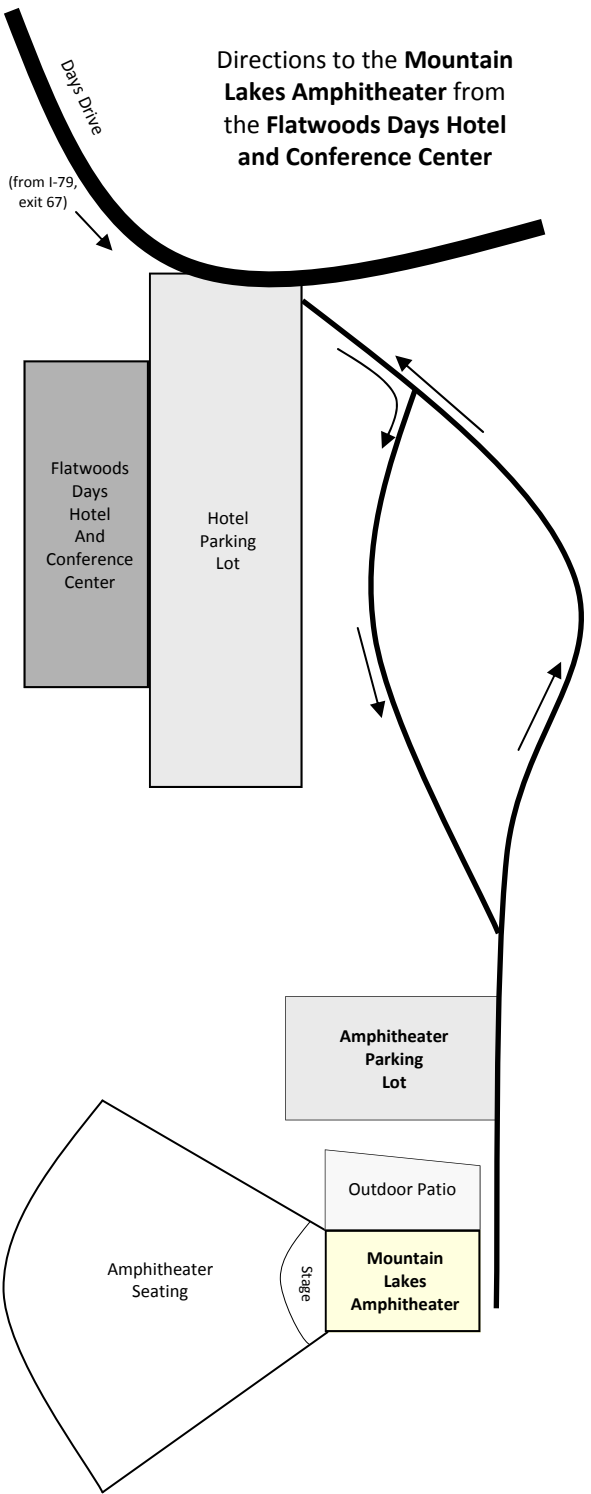 Directions to the Mountain
Lakes Amphitheater from
the Flatwoods Days Hotel
and Conference Center
Days Drive
(from I-79,
exit 67)
Flatwoods
Days
Hotel
And
Conference
Center
Hotel
Parking
Lot
Amphitheater
Parking
Lot
Outdoor Patio
Mountain
Lakes
Amphitheater
Stage
Amphitheater
Seating